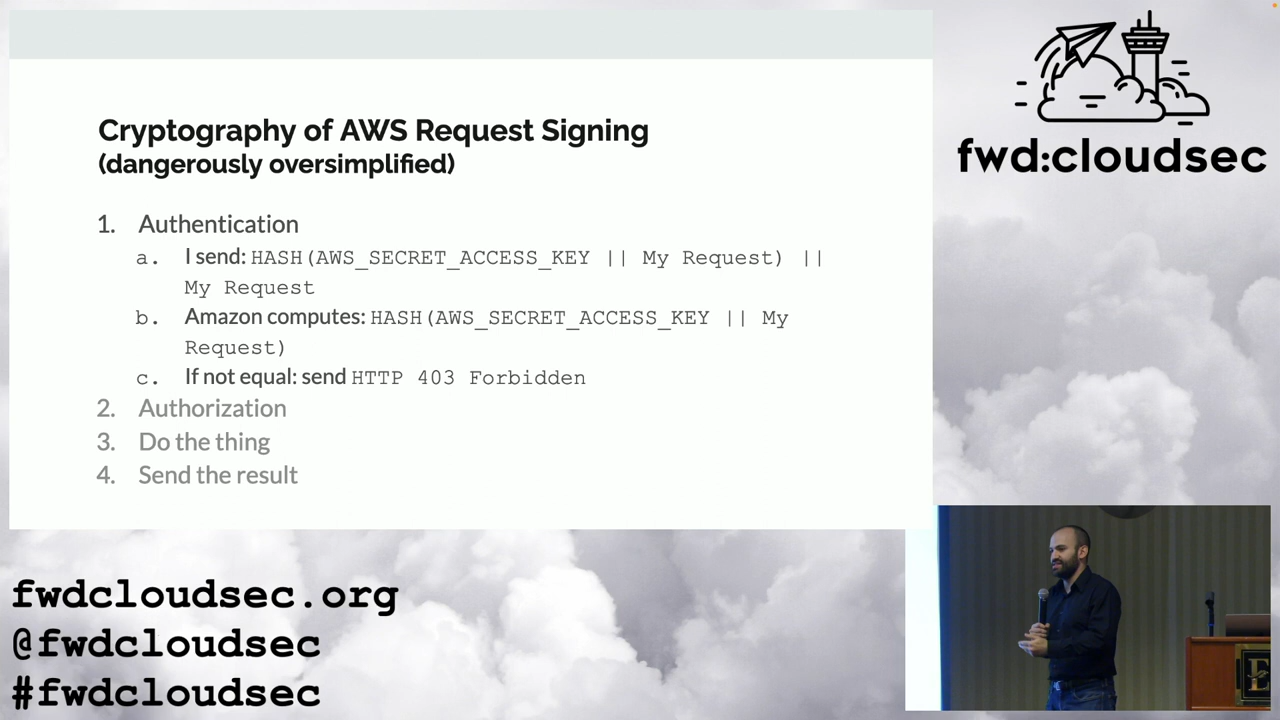 Cryptography of AWS Request Signing
(dangerously oversimplified)
1. Authentication
a. I send: HASH(AWS_SECRET_ACCESS_KEY || My Request) ||
My Request
b. Amazon computes: HASH(AWS_SECRET_ACCESS_KEY || My
Request)
c. If not equal: send HTTP 403 Forbidden
2. Authorization
3. Do the thing
4. Send the result
fwd:cloudsec
fwdcloudsec.org
@fwdcloudsec
#fwdcloudsec
E